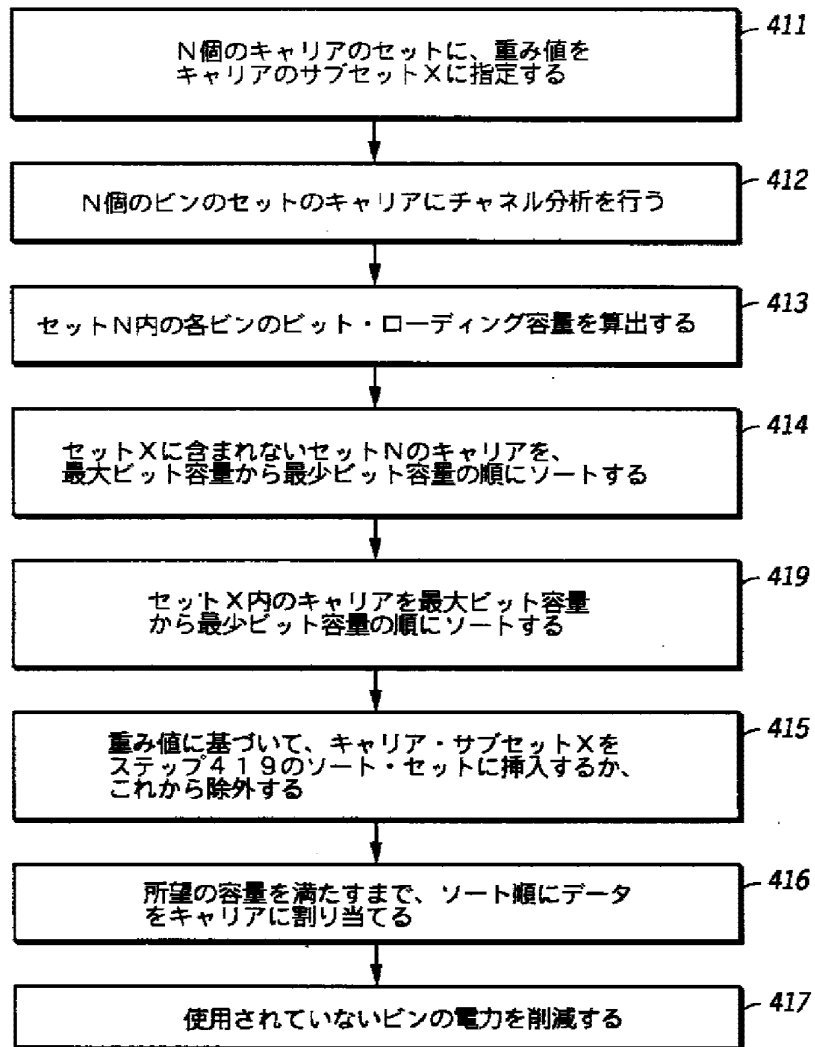 411
N個のキャリアのセットに、重み値を
キャリアのサブセットXに指定する
412
N個のビンのセットのキャリアにチャネル分析を行う
413
セットN内の各ビンのビット・ローディング容量を算出する
414
セットXに含まれないセットNのキャリアを、
最大ビット容量から最少ビット容量の順にソートする
419
セットX内のキャリアを最大ビット容量
から最少ビット容量の順にソートする
415
重み値に基づいて、キャリア・サブセットXを
ステップ419のソート・セットに挿入するか、
これから除外する
416
所望の容量を満たすまで、ソート順にデータ
をキャリアに割り当てる
417
使用されていないビンの電力を削減する